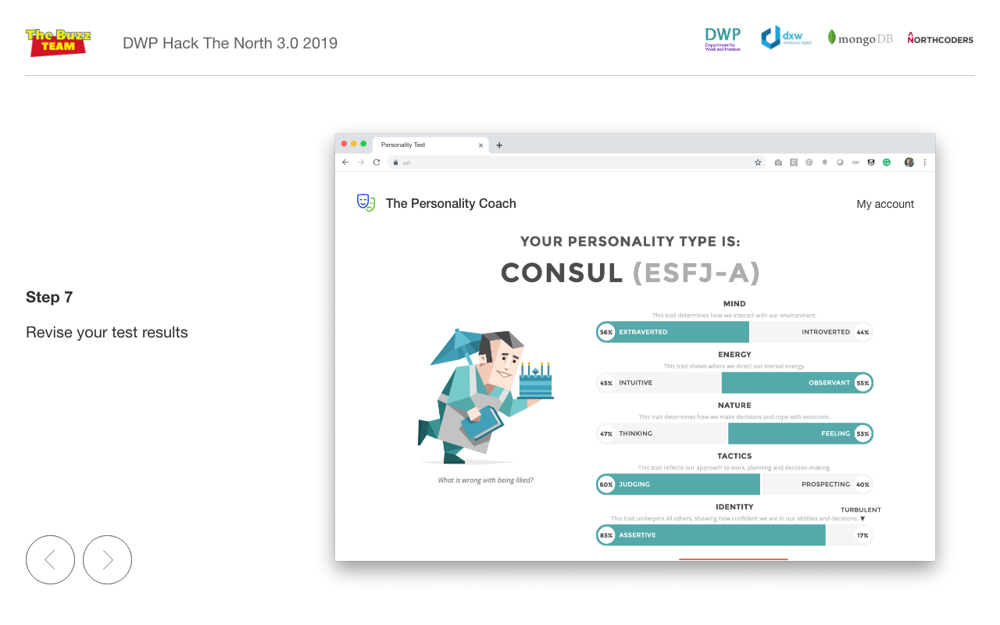 The Buzz
TEAM
DWP Hack The North 3.0 2019
DWP
Department for
Work and Pensions
dxw
dextrous digital
mongoDB
NORTHCODERS
Personality Test
url
The Personality Coach
My account
YOUR PERSONALITY TYPE IS:
CONSUL (ESFJ-A)
MIND
This trait determines how we interact with our environment.
56% EXTRAVERTED INTROVERTED 44%
ENERGY
This trait shows where we direct our mental energy.
45% INTUITIVE OBSERVANT 55%
NATURE
This trait determines how we make decisions and cope with emotions.
47% THINKING FEELING 53%
TACTICS
This trait reflects our approach to work, planning and decision-making.
60% JUDGING PROSPECTING 40%
IDENTITY
TURBULENT
This trait underpins all others, showing how confident we are in our abilities and decisions.
83% ASSERTIVE 17%
What is wrong with being liked?
Step 7
Revise your test results